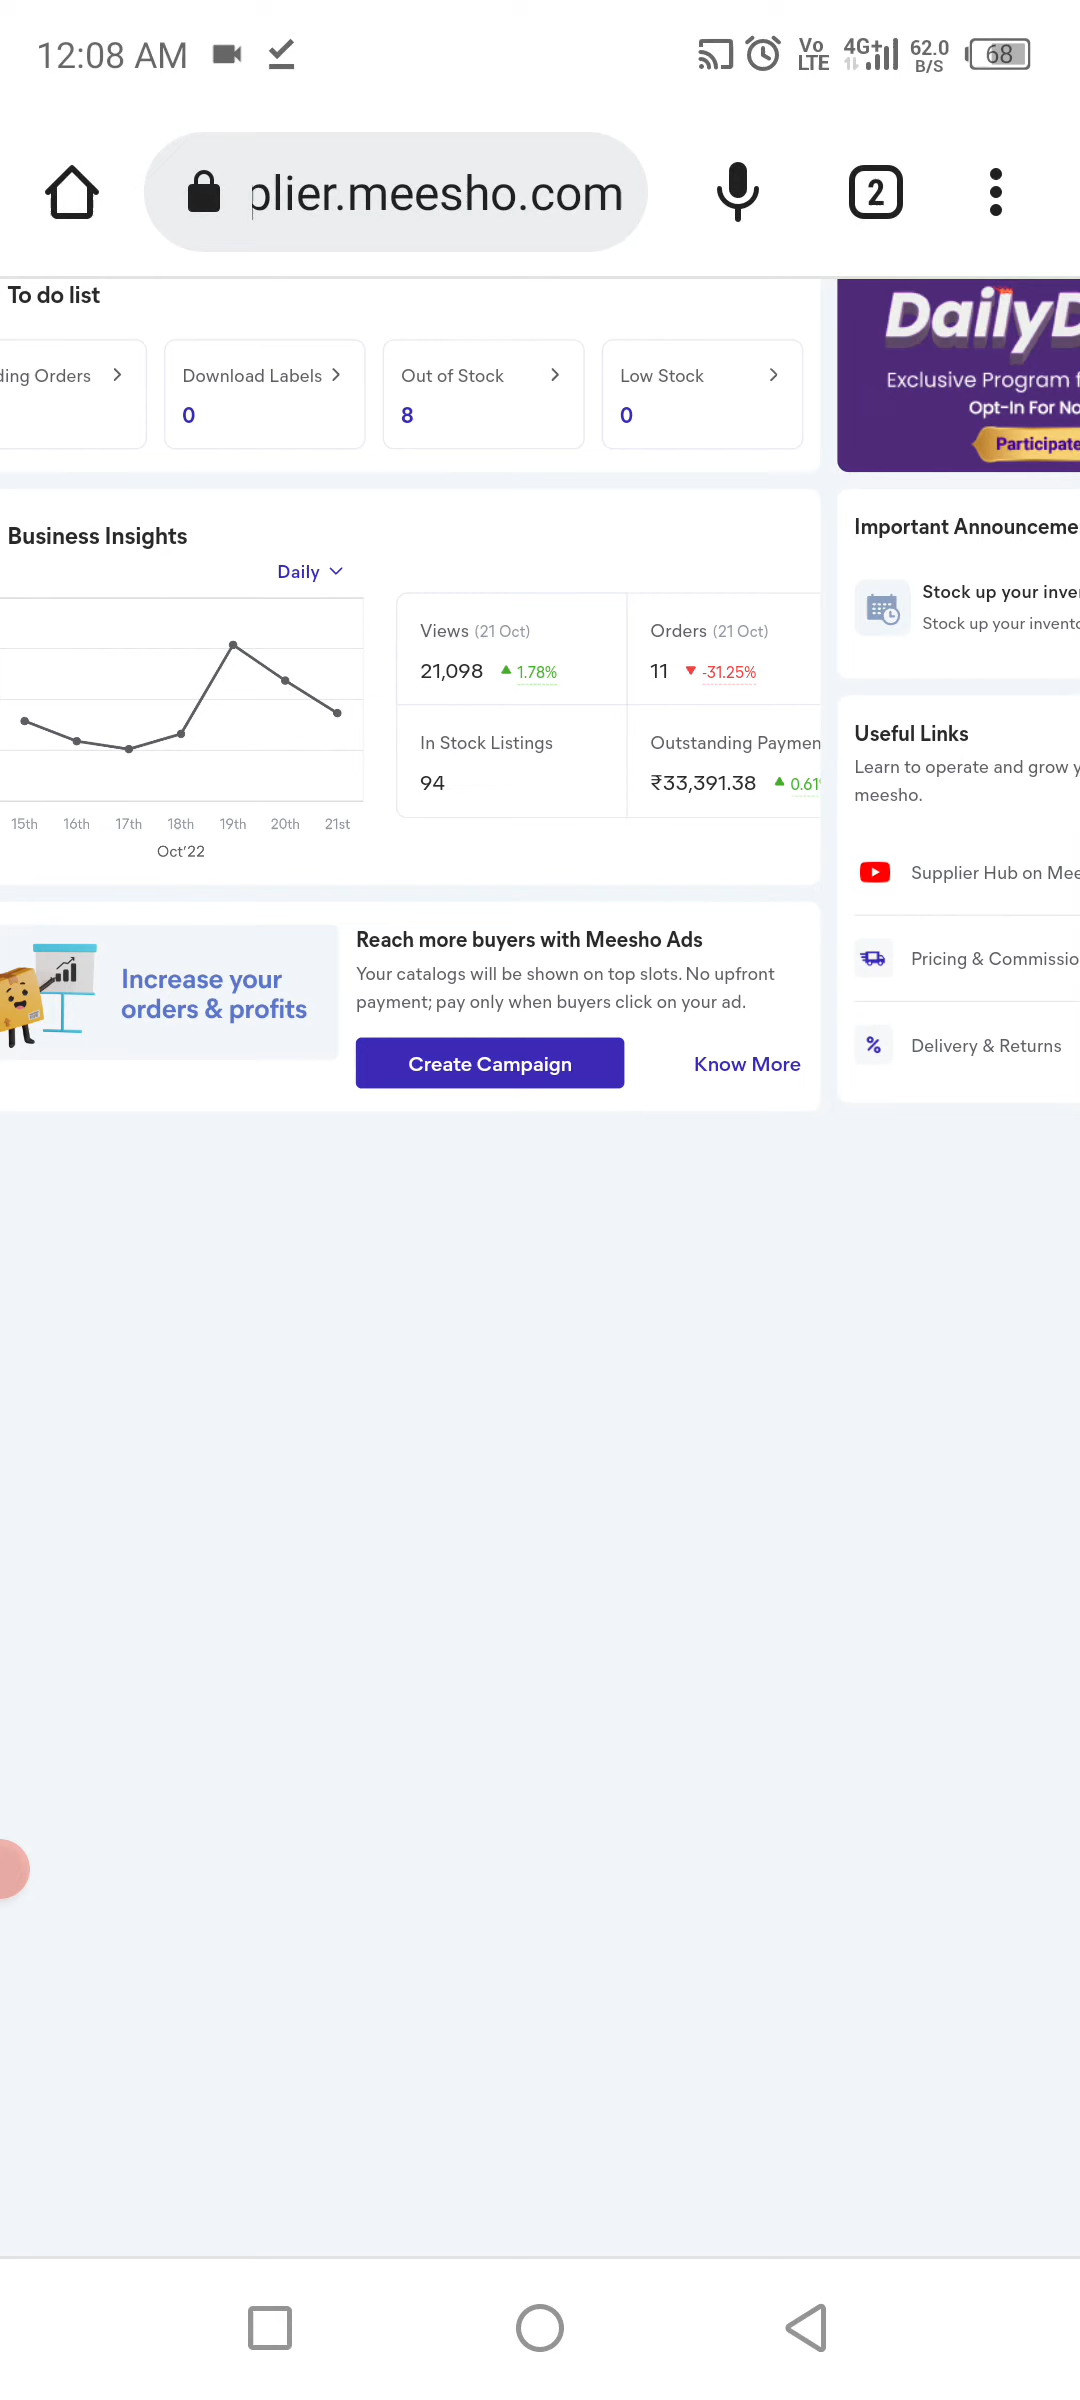 12:08 AM
Vo LTE 4G+ 62.0 B/S 68
plier.meesho.com
2
To do list
ding Orders
Download Labels
0
Out of Stock
8
Low Stock
0
DailyD
Exclusive Program f
Opt-In For No
Participate
Business Insights
Daily
15th 16th 17th 18th 19th 20th 21st
Oct'22
Views (21 Oct)
21,098 1.78%
Orders (21 Oct)
11 -31.25%
In Stock Listings
94
Outstanding Paymen
₹33,391.38 0.61
Important Announceme
Stock up your inve
Stock up your invento
Useful Links
Learn to operate and grow y
meesho.
Supplier Hub on Mee
Pricing & Commissio
Delivery & Returns
Increase your
orders & profits
Reach more buyers with Meesho Ads
Your catalogs will be shown on top slots. No upfront
payment; pay only when buyers click on your ad.
Create Campaign
Know More